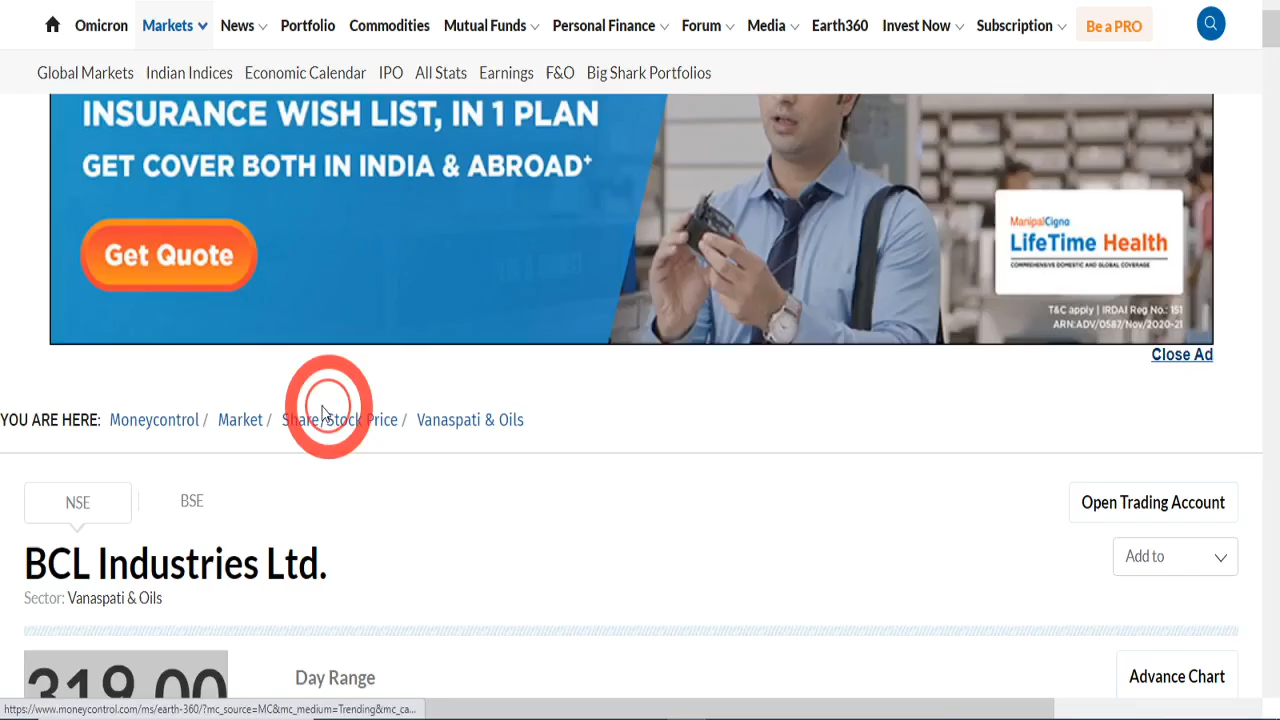 Omicron Markets News Portfolio Commodities Mutual Funds Personal Finance Forum Media Earth360 Invest Now Subscription Be a PRO
Global Markets Indian Indices Economic Calendar IPO All Stats Earnings F&O Big Shark Portfolios
INSURANCE WISH LIST, IN 1 PLAN
GET COVER BOTH IN INDIA & ABROAD+
Get Quote
ManipalCigna
LifeTime Health
COMPREHENSIVE DOMESTIC AND GLOBAL COVERAGE
T&C apply | IRDAI Reg No.: 151
ARN:ADV/0587/Nov/2020-21
Close Ad
YOU ARE HERE: Moneycontrol / Market / Share/Stock Price / Vanaspati & Oils
NSE BSE
Open Trading Account
BCL Industries Ltd.
Add to
Sector: Vanaspati & Oils
319.00
Day Range
Advance Chart
https://www.moneycontrol.com/ms/earth-360/?mc_source=MC&mc_medium=Trending&mc_ca...